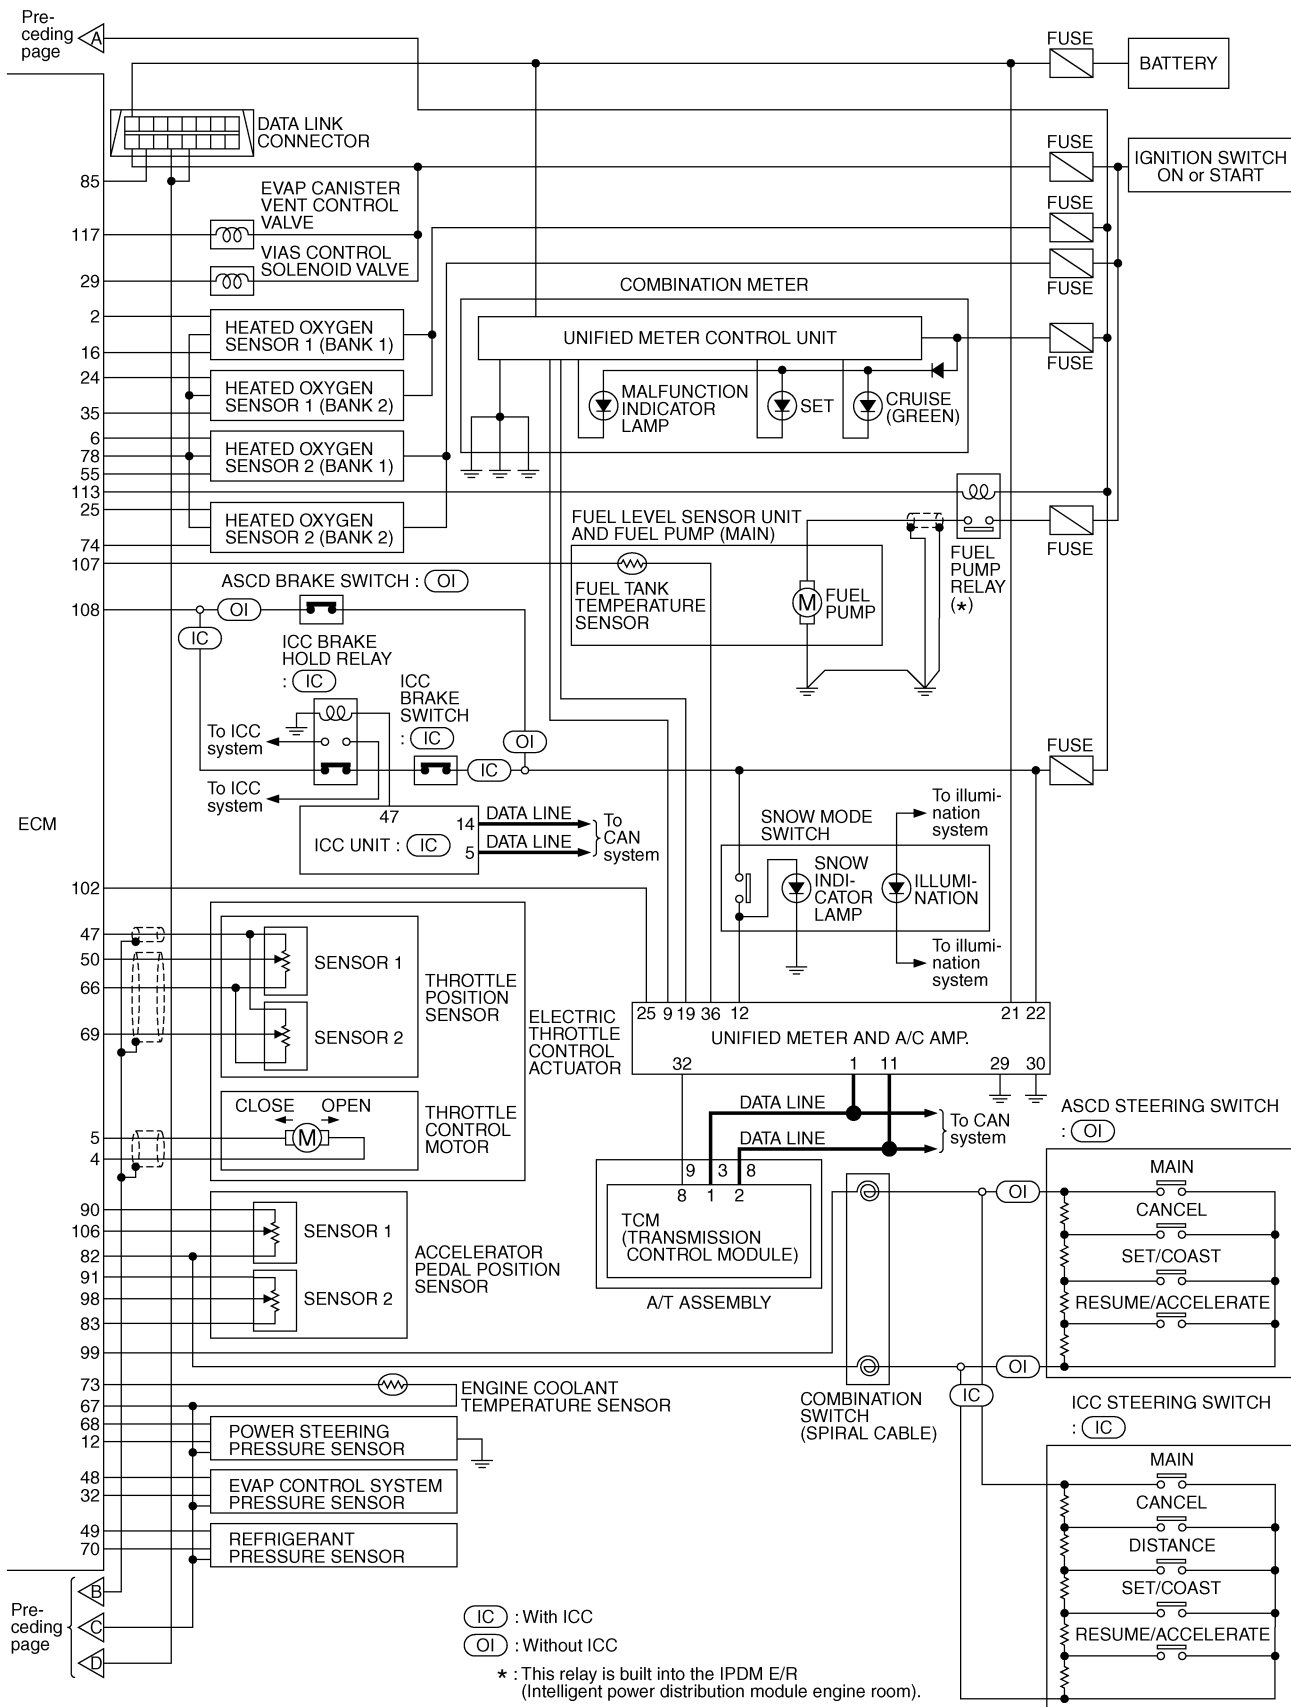 Pre-
ceding
page
A
FUSE
BATTERY
DATA LINK
CONNECTOR
FUSE
IGNITION SWITCH
ON or START
85
EVAP CANISTER
VENT CONTROL
VALVE
FUSE
117
VIAS CONTROL
SOLENOID VALVE
29
FUSE
COMBINATION METER
2
HEATED OXYGEN
SENSOR 1 (BANK 1)
16
UNIFIED METER CONTROL UNIT
FUSE
24
HEATED OXYGEN
SENSOR 1 (BANK 2)
35
MALFUNCTION
INDICATOR
LAMP
SET
CRUISE
(GREEN)
6
HEATED OXYGEN
78
SENSOR 2 (BANK 1)
55
113
25
HEATED OXYGEN
SENSOR 2 (BANK 2)
74
FUEL LEVEL SENSOR UNIT
AND FUEL PUMP (MAIN)
FUSE
FUEL
PUMP
RELAY
(*)
107
ASCD BRAKE SWITCH : OI
FUEL TANK
TEMPERATURE
SENSOR
M
FUEL
PUMP
108
OI
IC
ICC BRAKE
HOLD RELAY
: IC
ICC
BRAKE
SWITCH
: IC
To ICC
system
OI
IC
FUSE
To ICC
system
47
14
DATA LINE
ICC UNIT : IC
5
DATA LINE
To
CAN
system
ECM
SNOW MODE
SWITCH
To illumi-
nation
system
SNOW
INDI-
CATOR
LAMP
ILLUMI-
NATION
To illumi-
nation
system
102
47
50
SENSOR 1
66
THROTTLE
POSITION
SENSOR
69
SENSOR 2
ELECTRIC
THROTTLE
CONTROL
ACTUATOR
25 9 19 36 12 21 22
UNIFIED METER AND A/C AMP.
32 1 11 29 30
CLOSE OPEN
THROTTLE
CONTROL
MOTOR
5
M
4
DATA LINE
DATA LINE
To CAN
system
9 3 8
8 1 2
TCM
(TRANSMISSION
CONTROL MODULE)
A/T ASSEMBLY
ASCD STEERING SWITCH
: OI
MAIN
OI
CANCEL
SET/COAST
RESUME/ACCELERATE
OI
90
106
SENSOR 1
82
ACCELERATOR
PEDAL POSITION
SENSOR
91
98
SENSOR 2
83
99
73
ENGINE COOLANT
TEMPERATURE SENSOR
67
COMBINATION
SWITCH
(SPIRAL CABLE)
IC
ICC STEERING SWITCH
: IC
68
POWER STEERING
12
PRESSURE SENSOR
48
EVAP CONTROL SYSTEM
32
PRESSURE SENSOR
49
REFRIGERANT
70
PRESSURE SENSOR
MAIN
CANCEL
DISTANCE
SET/COAST
RESUME/ACCELERATE
Pre-
ceding
page
B
C
D
IC : With ICC
OI : Without ICC
* : This relay is built into the IPDM E/R
(Intelligent power distribution module engine room).